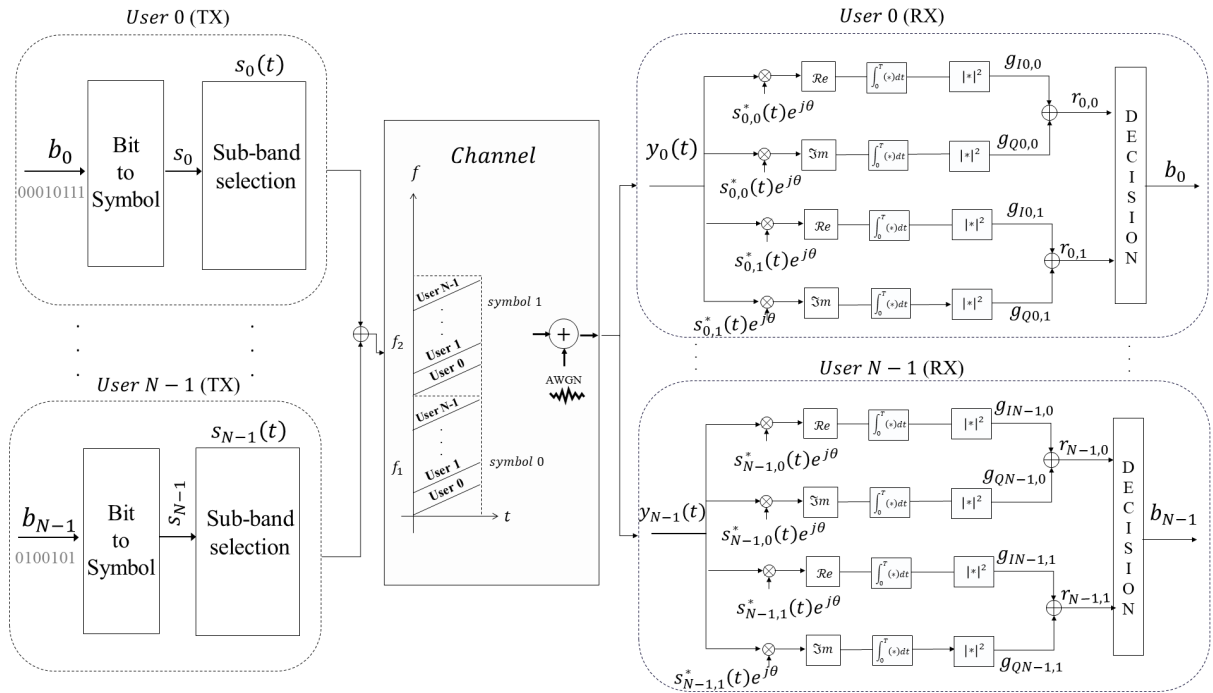 User 0 (TX)
s_0(t)
b_0
00010111
Bit
to
Symbol
s_0
Sub-band
selection
.
.
.
.
.
.
User N − 1 (TX)
s_{N−1}(t)
b_{N−1}
0100101
Bit
to
Symbol
s_{N−1}
Sub-band
selection
Channel
f
User N-1
symbol 1
f_2
User 1
User 0
User N-1
f_1
symbol 0
User 1
User 0
t
+
AWGN
User 0 (RX)
y_0(t)
s^*_{0,0}(t)e^{jθ}
ℛe
∫_0^T(*)dt
|*|^2
g_{I0,0}
s^*_{0,0}(t)e^{jθ}
ℑm
∫_0^T(*)dt
|*|^2
g_{Q0,0}
r_{0,0}
s^*_{0,1}(t)e^{jθ}
ℛe
∫_0^T(*)dt
|*|^2
g_{I0,1}
s^*_{0,1}(t)e^{jθ}
ℑm
∫_0^T(*)dt
|*|^2
g_{Q0,1}
r_{0,1}
DECISION
b_0
User N − 1 (RX)
y_{N−1}(t)
s^*_{N−1,0}(t)e^{jθ}
ℛe
∫_0^T(*)dt
|*|^2
g_{IN−1,0}
s^*_{N−1,0}(t)e^{jθ}
ℑm
∫_0^T(*)dt
|*|^2
g_{QN−1,0}
r_{N−1,0}
s^*_{N−1,1}(t)e^{jθ}
ℛe
∫_0^T(*)dt
|*|^2
g_{IN−1,1}
s^*_{N−1,1}(t)e^{jθ}
ℑm
∫_0^T(*)dt
|*|^2
g_{QN−1,1}
r_{N−1,1}
DECISION
b_{N−1}